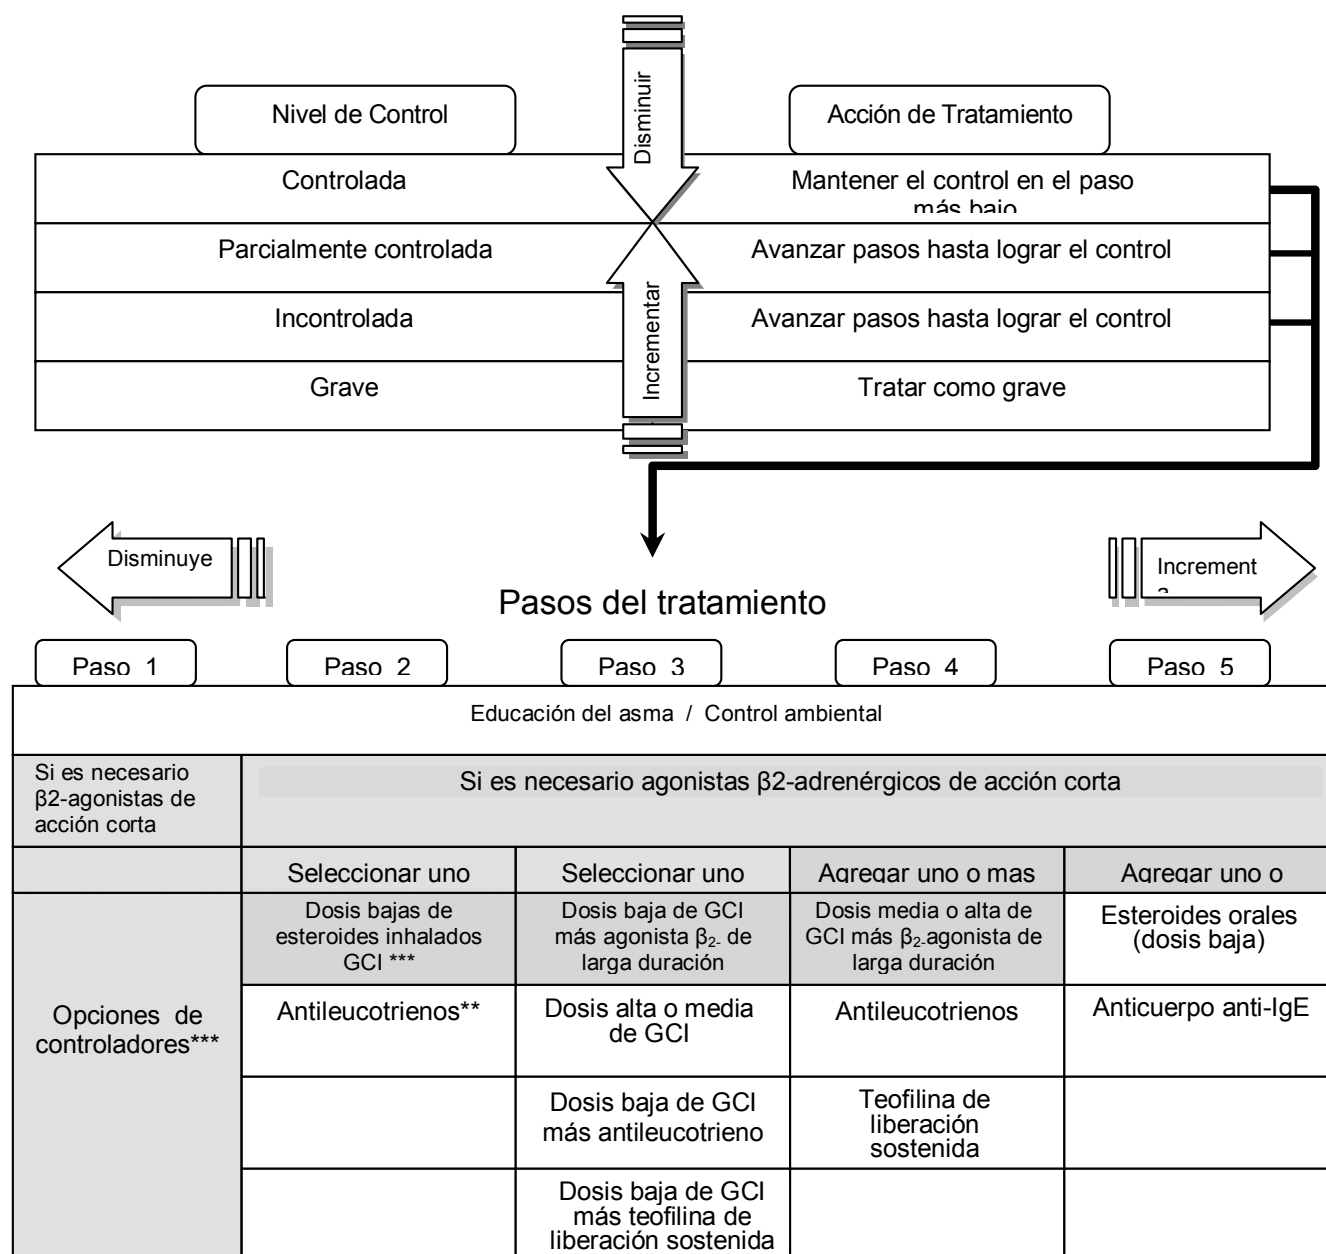 Disminuir
Nivel de Control
Acción de Tratamiento
Controlada
Mantener el control en el paso
más bajo
Parcialmente controlada
Avanzar pasos hasta lograr el control
Incontrolada
Avanzar pasos hasta lograr el control
Incrementar
Grave
Tratar como grave
Disminuye
Increment
a
Pasos del tratamiento
Paso 1
Paso 2
Paso 3
Paso 4
Paso 5
Educación del asma / Control ambiental
Si es necesario
β2-agonistas de
acción corta
Si es necesario agonistas β2-adrenérgicos de acción corta
Seleccionar uno
Seleccionar uno
Agregar uno o mas
Agregar uno o
Opciones de
controladores***
Dosis bajas de
esteroides inhalados
GCI ***
Dosis baja de GCI
más agonista β2- de
larga duración
Dosis media o alta de
GCI más β2-agonista de
larga duración
Esteroides orales
(dosis baja)
Antileucotrienos**
Dosis alta o media
de GCI
Antileucotrienos
Anticuerpo anti-IgE
Dosis baja de GCI
más antileucotrieno
Teofilina de
liberación
sostenida
Dosis baja de GCI
más teofilina de
liberación sostenida